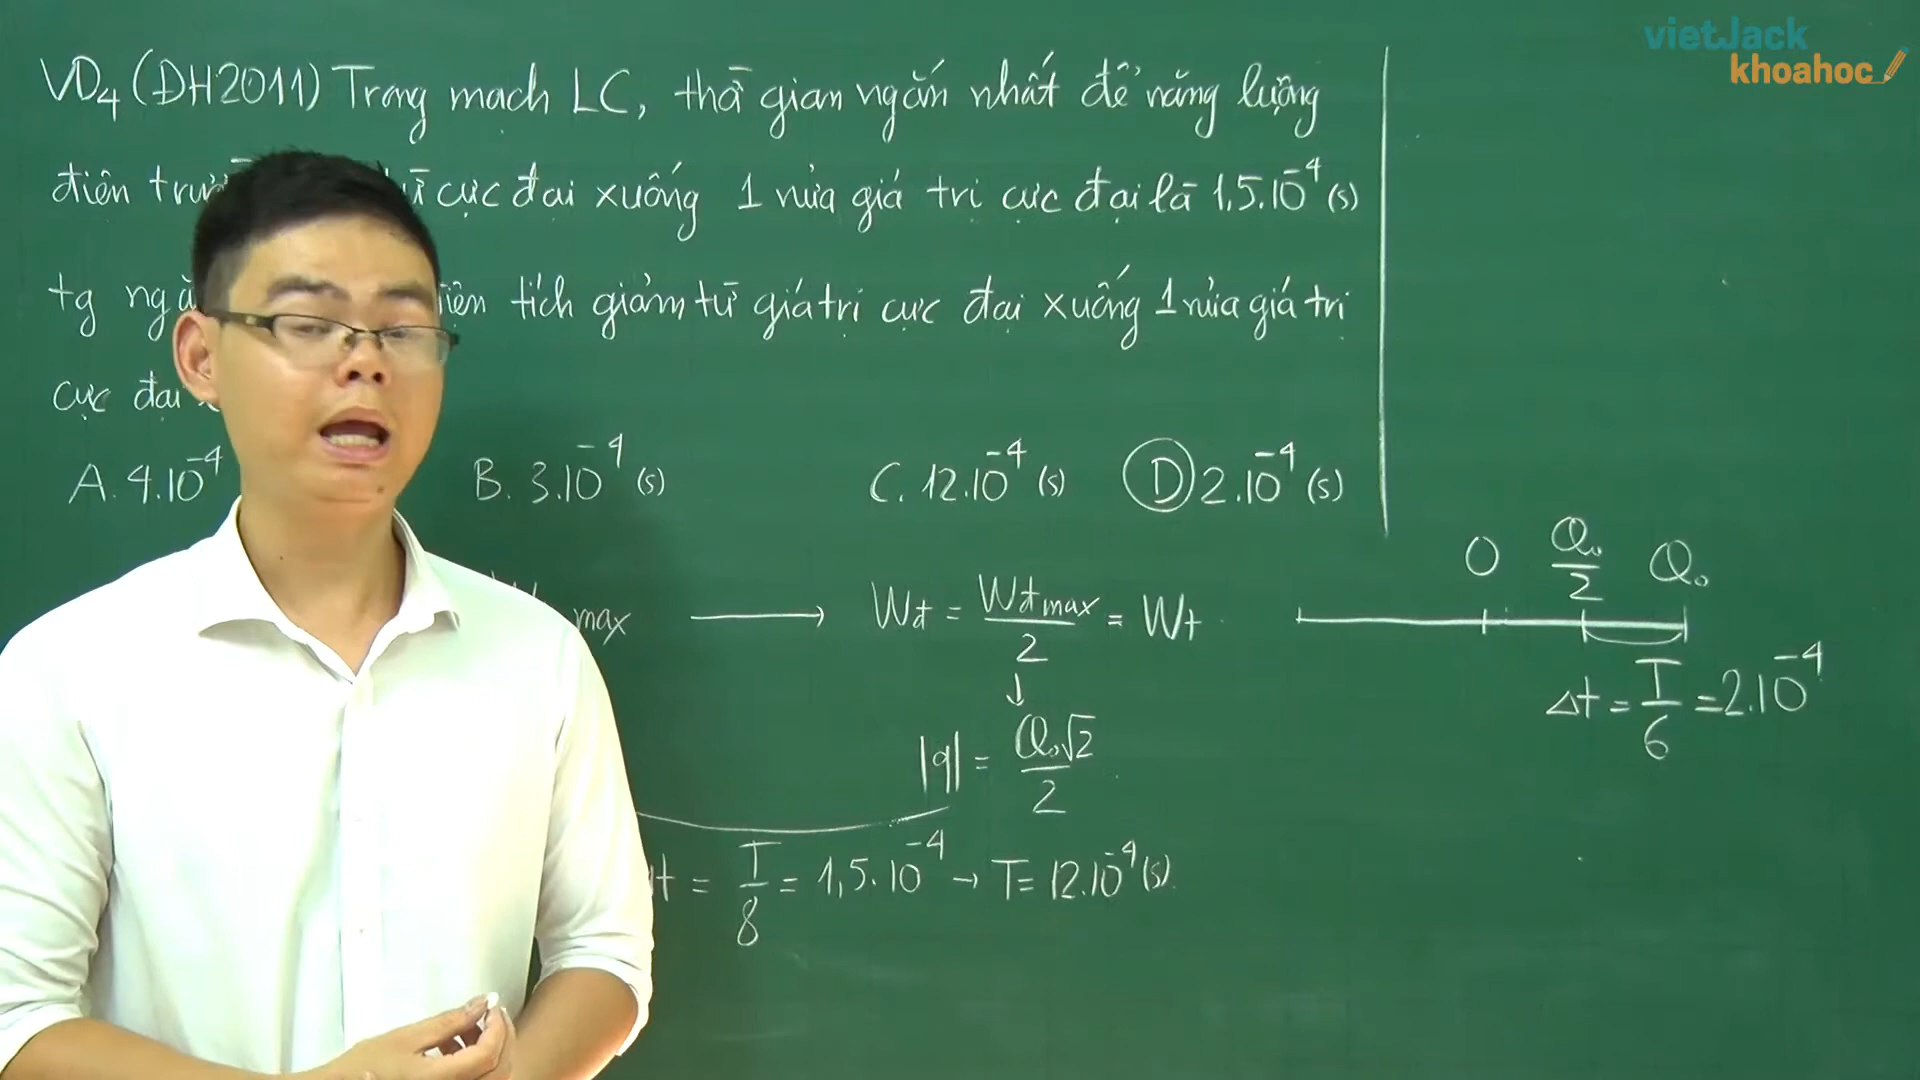 vietJack
khoahoc
VD4 (ĐH2011) Trong mạch LC, thời gian ngắn nhất để năng lượng
điện cực đại xuống 1 nửa giá trị cực đại là 1,5.10⁻⁴ (s)
tg tích giảm từ giá trị cực đại xuống 1 nửa giá trị
cực đại
A. 4.10⁻⁴ B. 3.10⁻⁴ (s) C. 12.10⁻⁴ (s) D 2.10⁻⁴ (s)
max → Wđ = Wđmax/2 = Wt
↓
|q| = Q₀√2/2
t = T/8 = 1,5.10⁻⁴ → T = 12.10⁻⁴ (s)
O Q₀/2 Q₀
Δt = T/6 = 2.10⁻⁴